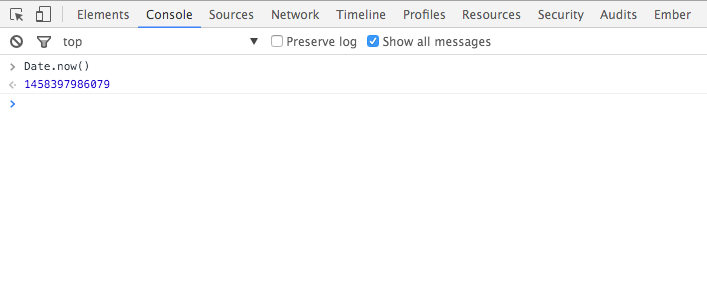 Elements Console Sources Network Timeline Profiles Resources Security Audits Ember
top Preserve log Show all messages
Date.now()
1458397986079